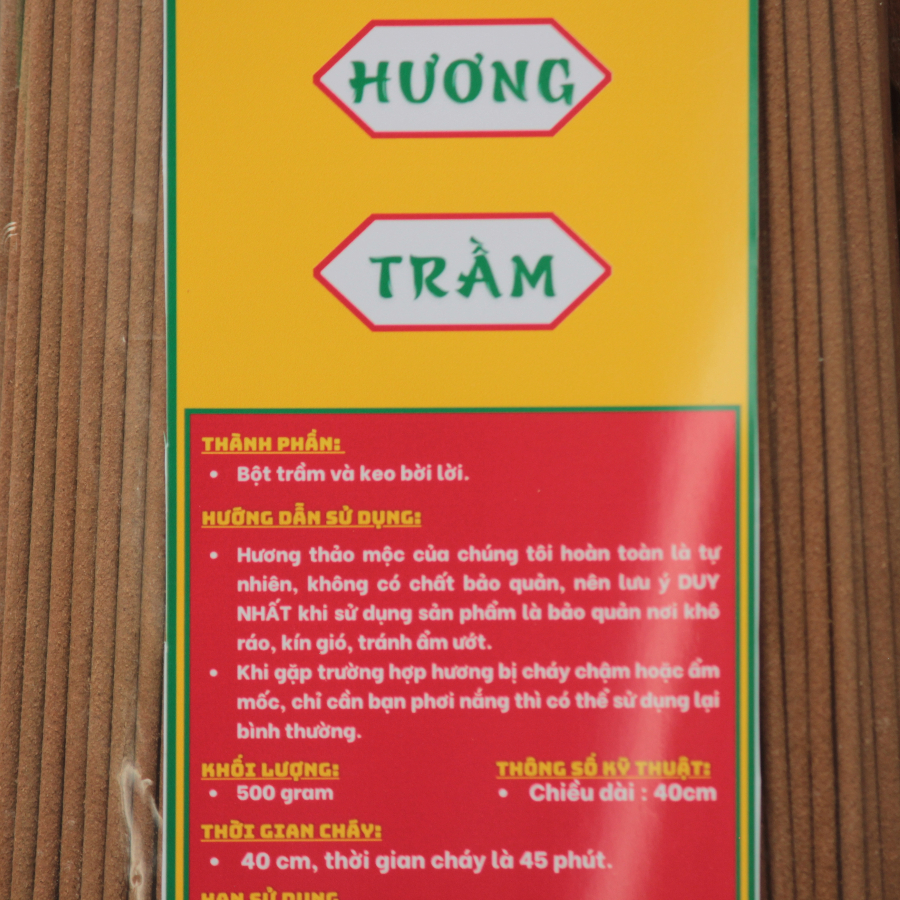 HƯƠNG
TRẦM
THÀNH PHẦN:
• Bột trầm và keo bời lời.
HƯỚNG DẪN SỬ DỤNG:
• Hương thảo mộc của chúng tôi hoàn toàn là tự
nhiên, không có chất bảo quản, nên lưu ý DUY
NHẤT khi sử dụng sản phẩm là bảo quản nơi khô
ráo, kín gió, tránh ẩm ướt.
• Khi gặp trường hợp hương bị cháy chậm hoặc ẩm
mốc, chỉ cần bạn phơi nắng thì có thể sử dụng lại
bình thường.
KHỐI LƯỢNG:
• 500 gram
THÔNG SỐ KỸ THUẬT:
• Chiều dài : 40cm
THỜI GIAN CHÁY:
• 40 cm, thời gian cháy là 45 phút.
HẠN SỬ DỤNG